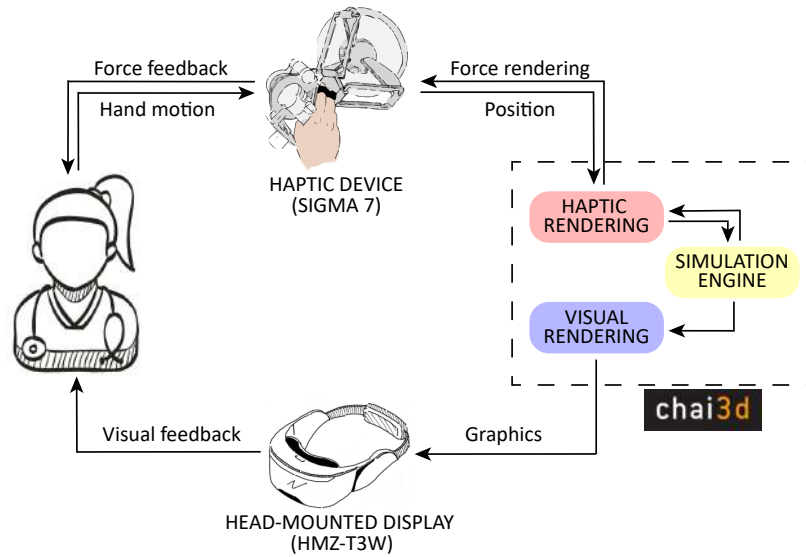 Force feedback
Hand motion
Force rendering
Position
HAPTIC DEVICE
(SIGMA 7)
HAPTIC
RENDERING
SIMULATION
ENGINE
VISUAL
RENDERING
chai3d
Visual feedback
Graphics
HEAD-MOUNTED DISPLAY
(HMZ-T3W)